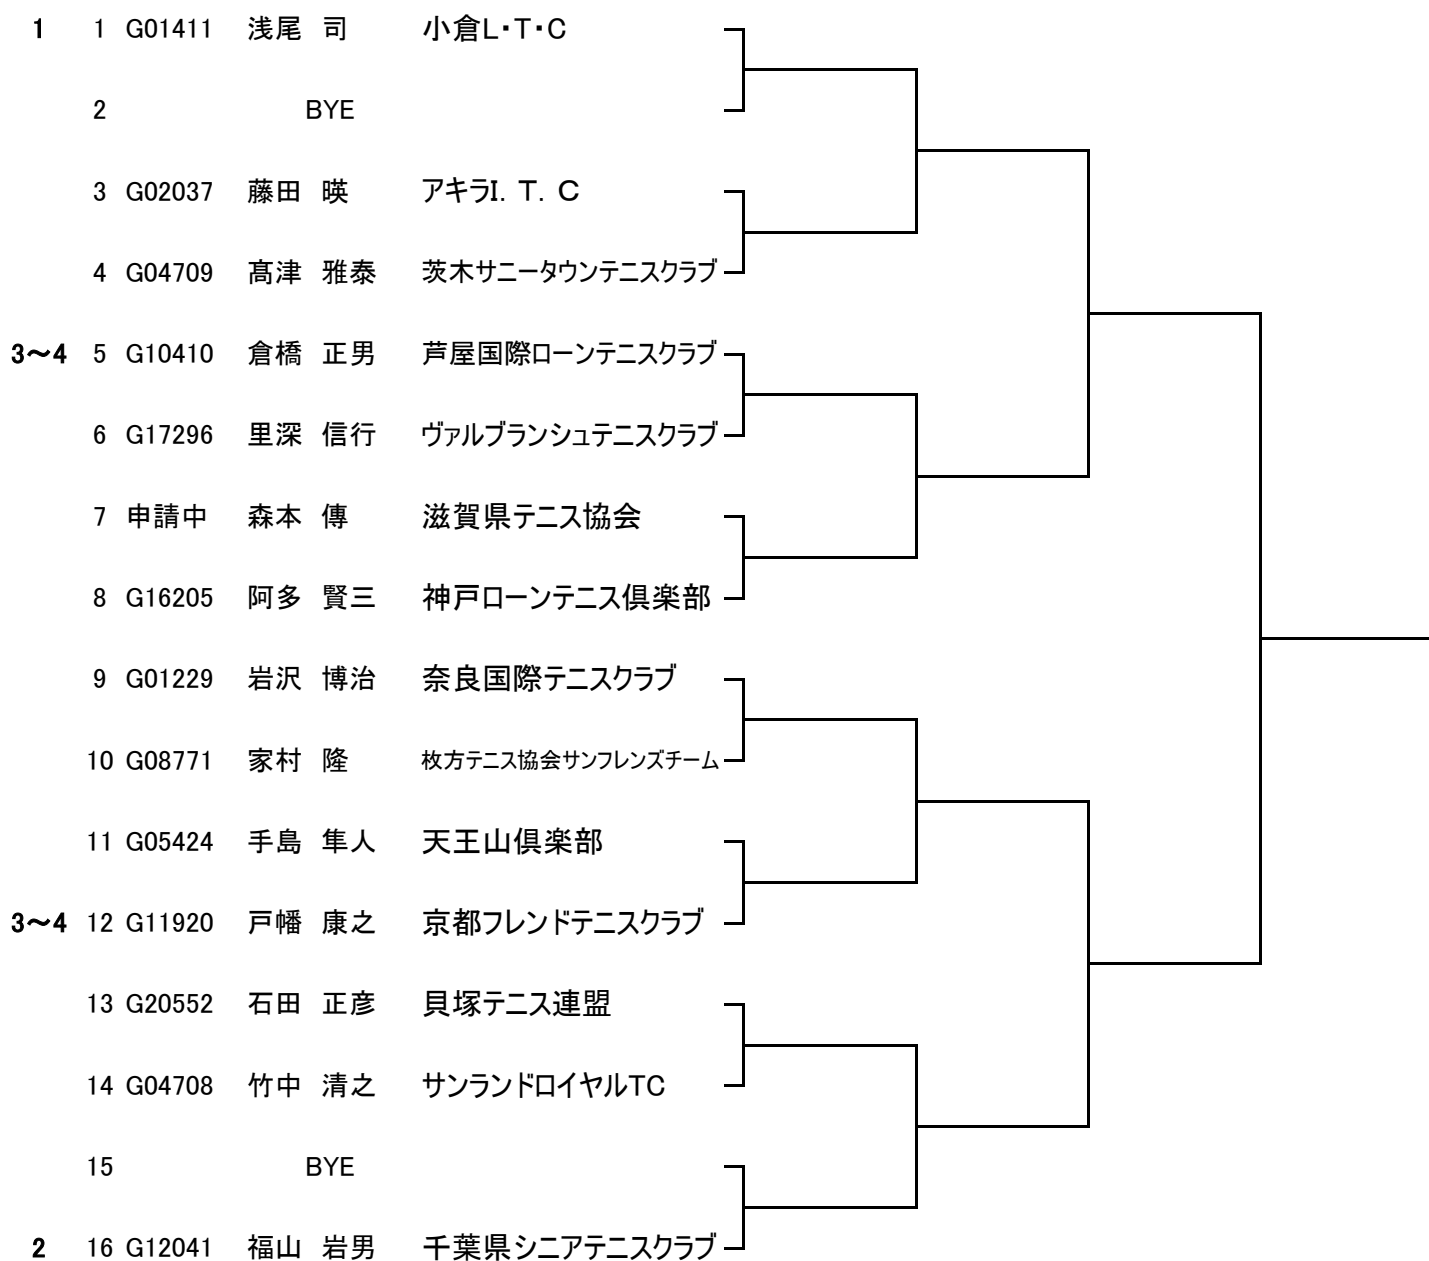 1 1 G01411 浅尾 司 小倉L・T・C
2 BYE
3 G02037 藤田 暎 アキラI．T．C
4 G04709 髙津 雅泰 茨木サニータウンテニスクラブ
3～4 5 G10410 倉橋 正男 芦屋国際ローンテニスクラブ
6 G17296 里深 信行 ヴァルブランシュテニスクラブ
7 申請中 森本 傳 滋賀県テニス協会
8 G16205 阿多 賢三 神戸ローンテニス倶楽部
9 G01229 岩沢 博治 奈良国際テニスクラブ
10 G08771 家村 隆 枚方テニス協会サンフレンズチーム
11 G05424 手島 隼人 天王山倶楽部
3～4 12 G11920 戸幡 康之 京都フレンドテニスクラブ
13 G20552 石田 正彦 貝塚テニス連盟
14 G04708 竹中 清之 サンランドロイヤルTC
15 BYE
2 16 G12041 福山 岩男 千葉県シニアテニスクラブ